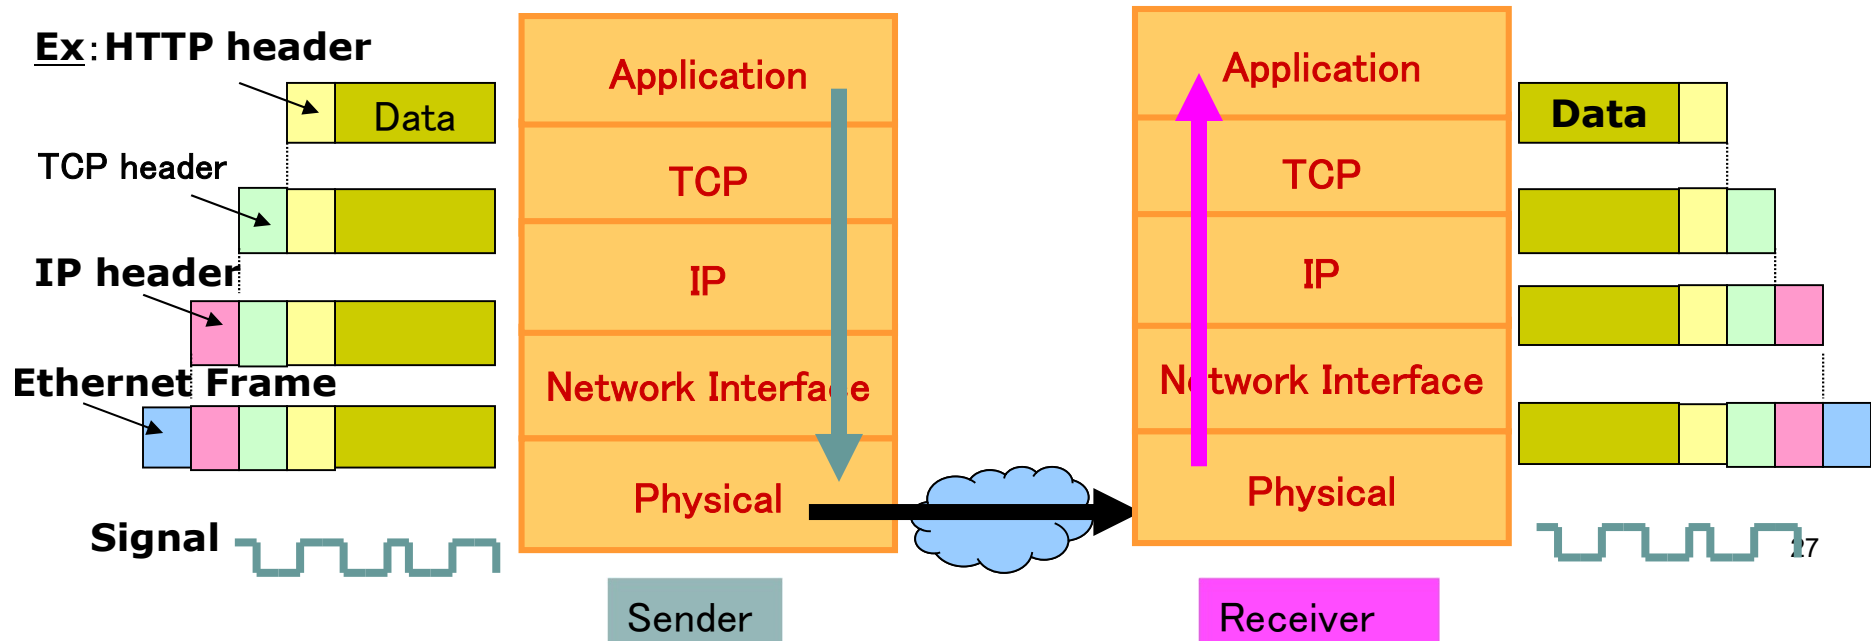 Ex: HTTP header
Data
TCP header
IP header
Ethernet Frame
Signal
Application
TCP
IP
Network Interface
Physical
Sender
Application
TCP
IP
Network Interface
Physical
Receiver
Data
27